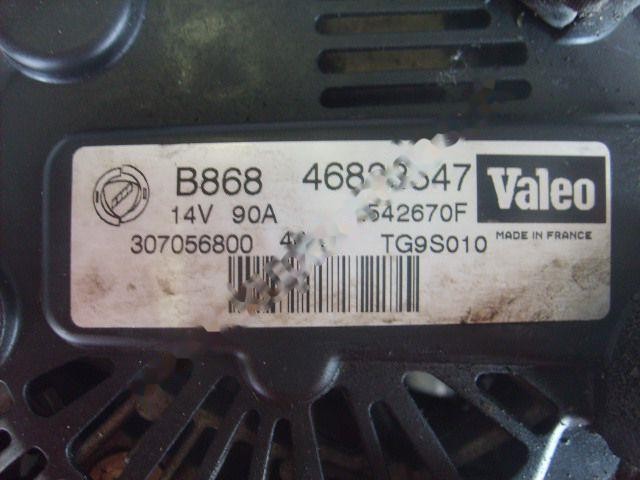 B868 Valeo
14V 90A
307056800 TG9S010 MADE IN FRANCE